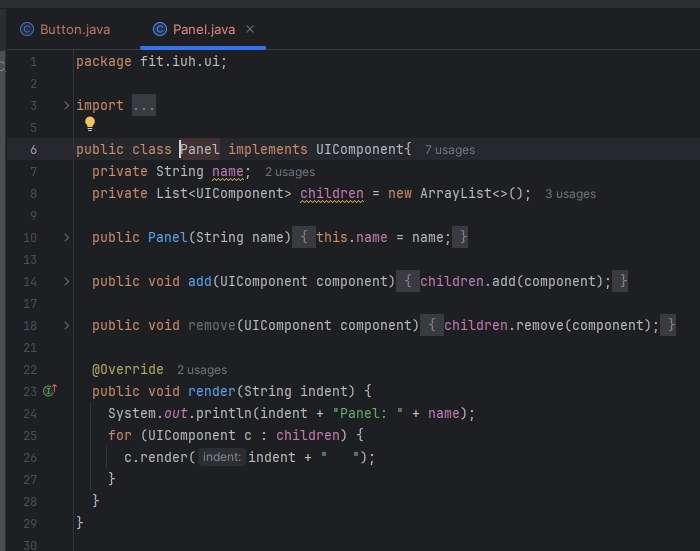 Button.java Panel.java
1 package fit.iuh.ui;
2
3 import ...
5
6 public class Panel implements UIComponent{ 7 usages
7 private String name; 2 usages
8 private List<UIComponent> children = new ArrayList<>(); 3 usages
9
10 public Panel(String name) { this.name = name; }
13
14 public void add(UIComponent component) { children.add(component); }
17
18 public void remove(UIComponent component) { children.remove(component); }
21
22 @Override 2 usages
23 public void render(String indent) {
24 System.out.println(indent + "Panel: " + name);
25 for (UIComponent c : children) {
26 c.render( indent: indent + "   ");
27 }
28 }
29 }
30